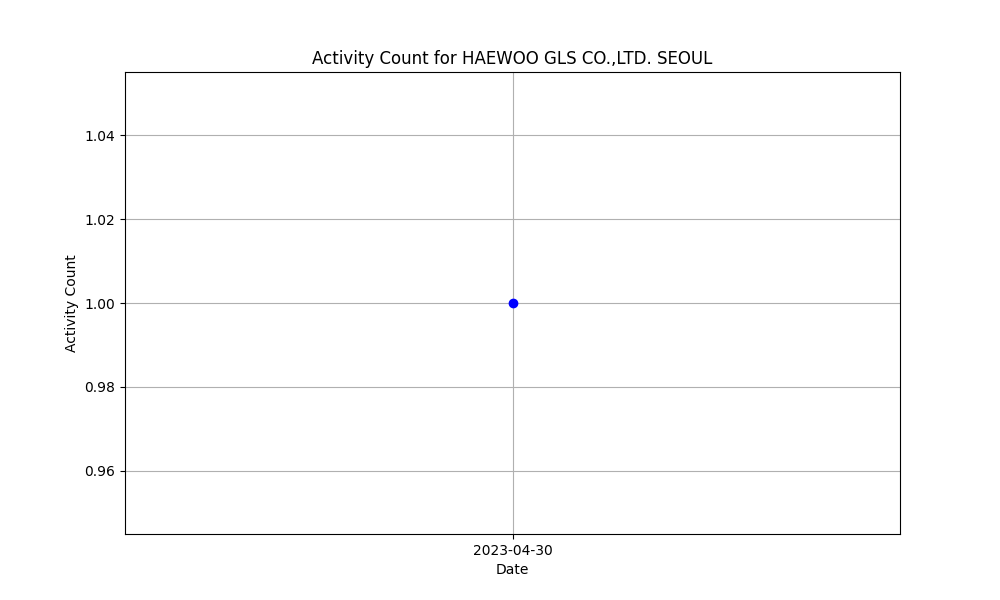 Activity Count for HAEWOO GLS CO.,LTD. SEOUL
Activity Count
1.04
1.02
1.00
0.98
0.96
2023-04-30
Date